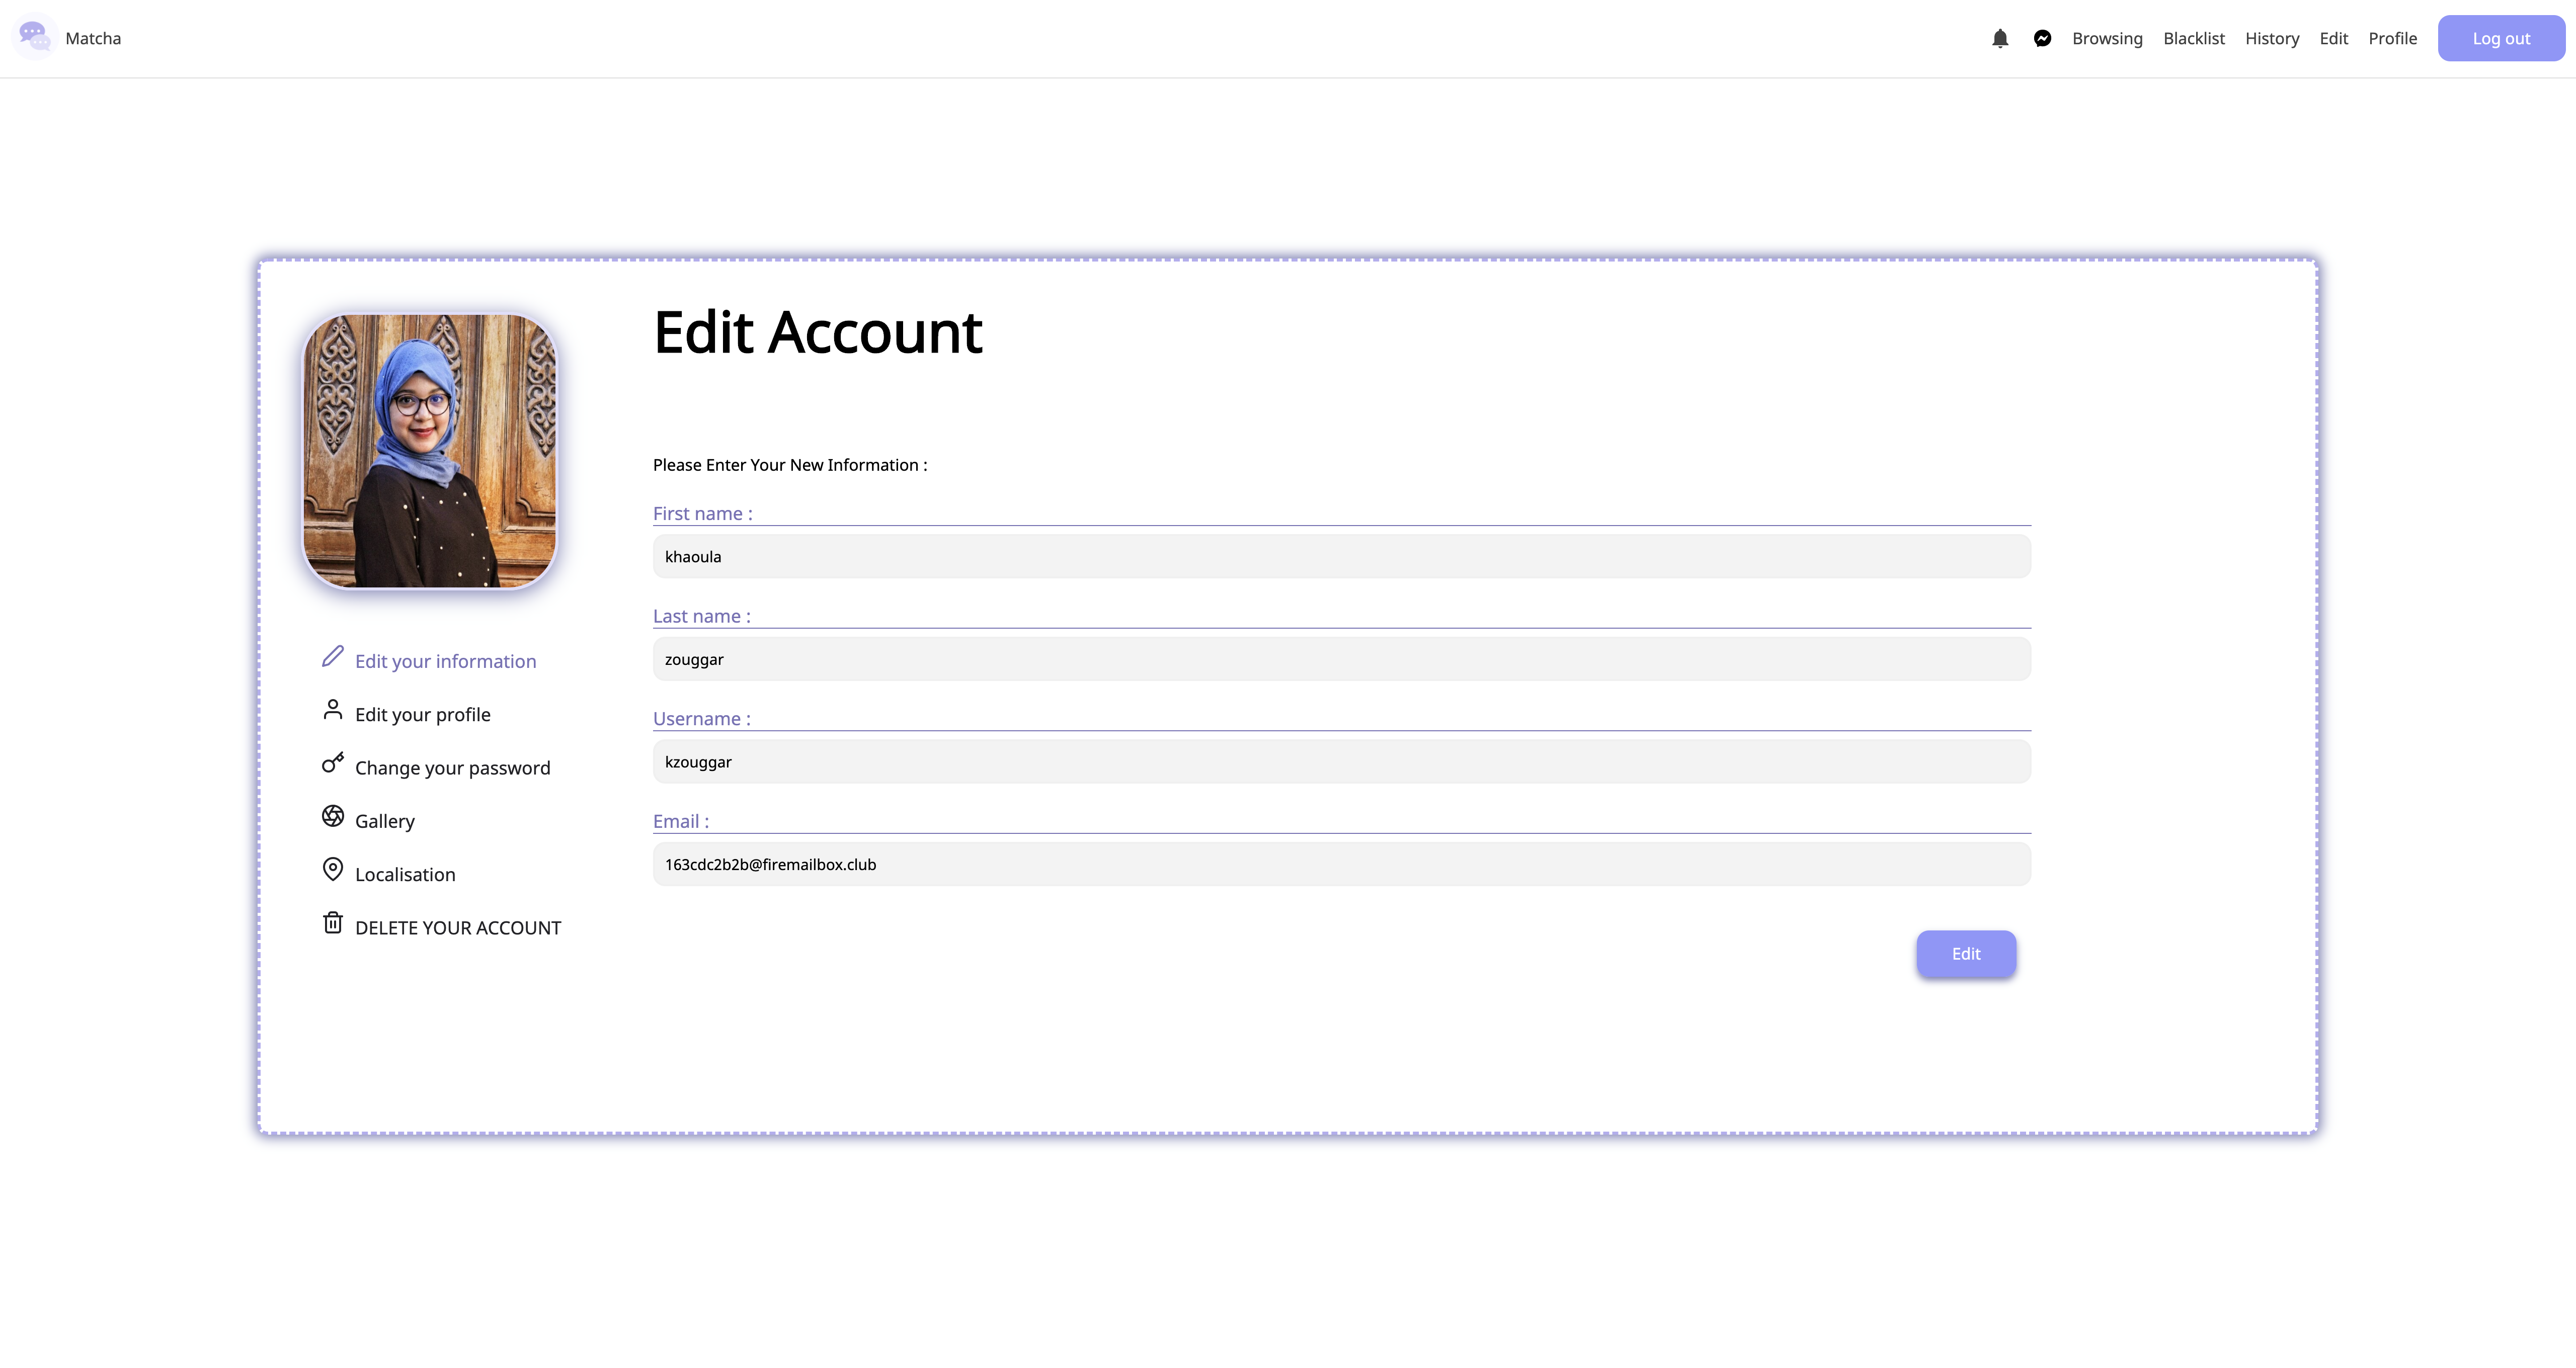 Matcha
Browsing Blacklist History Edit Profile Log out
Edit Account
Please Enter Your New Information :
First name :
khaoula
Last name :
zouggar
Username :
kzouggar
Email :
163cdc2b2b@firemailbox.club
Edit
Edit your information
Edit your profile
Change your password
Gallery
Localisation
DELETE YOUR ACCOUNT